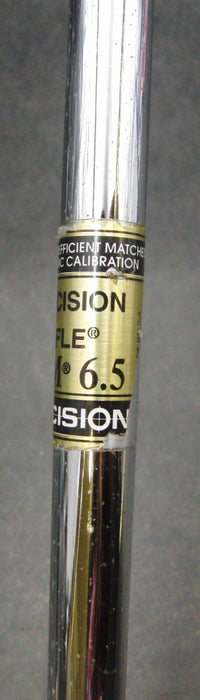 EFFICIENT MATCHE
IC CALIBRATION
CISION
FLE®
M® 6.5
CISION